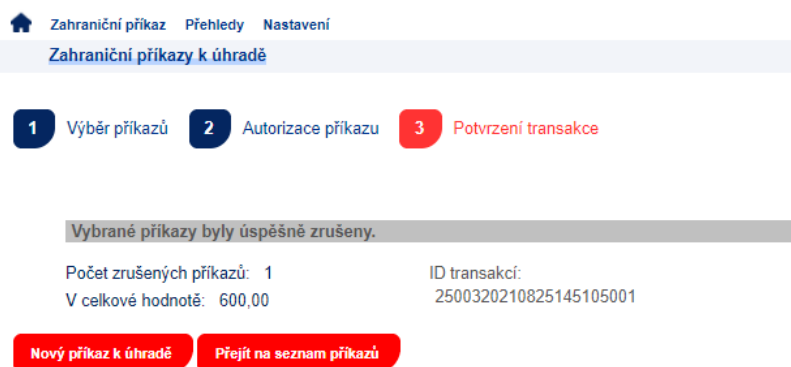 Zahraniční příkaz Přehledy Nastavení
Zahraniční příkazy k úhradě
1 Výběr příkazů 2 Autorizace příkazu 3 Potvrzení transakce
Vybrané příkazy byly úspěšně zrušeny.
Počet zrušených příkazů: 1 ID transakcí:
V celkové hodnotě: 600,00 2500320210825145105001
Nový příkaz k úhradě Přejít na seznam příkazů